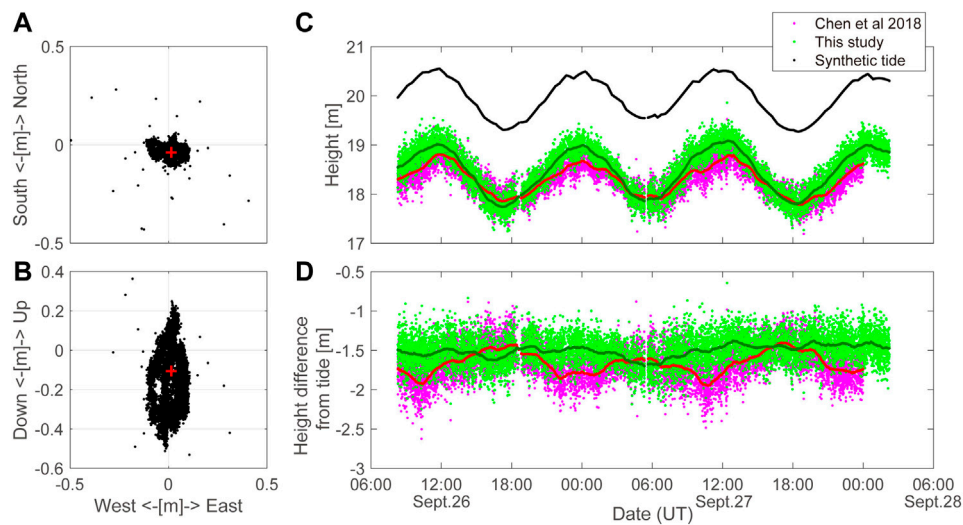 A
0.5
0
-0.5
South <-[m]-> North
B
0.4
0.2
0
-0.2
-0.4
-0.6
Down <-[m]-> Up
-0.5
0
0.5
West <-[m]-> East
C
Chen et al 2018
This study
Synthetic tide
21
20
19
18
17
Height [m]
D
-0.5
-1
-1.5
-2
-2.5
-3
Height difference
from tide [m]
06:00
12:00
18:00
00:00
06:00
12:00
18:00
00:00
06:00
Sept.26
Sept.27
Sept.28
Date (UT)